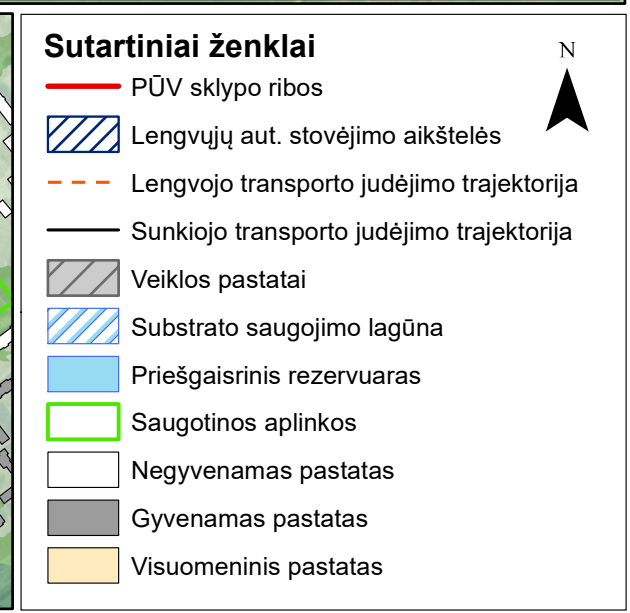 Sutartiniai ženklai
N
PŪV sklypo ribos
Lengvųjų aut. stovėjimo aikštelės
Lengvojo transporto judėjimo trajektorija
Sunkiojo transporto judėjimo trajektorija
Veiklos pastatai
Substrato saugojimo lagūna
Priešgaisrinis rezervuaras
Saugotinos aplinkos
Negyvenamas pastatas
Gyvenamas pastatas
Visuomeninis pastatas